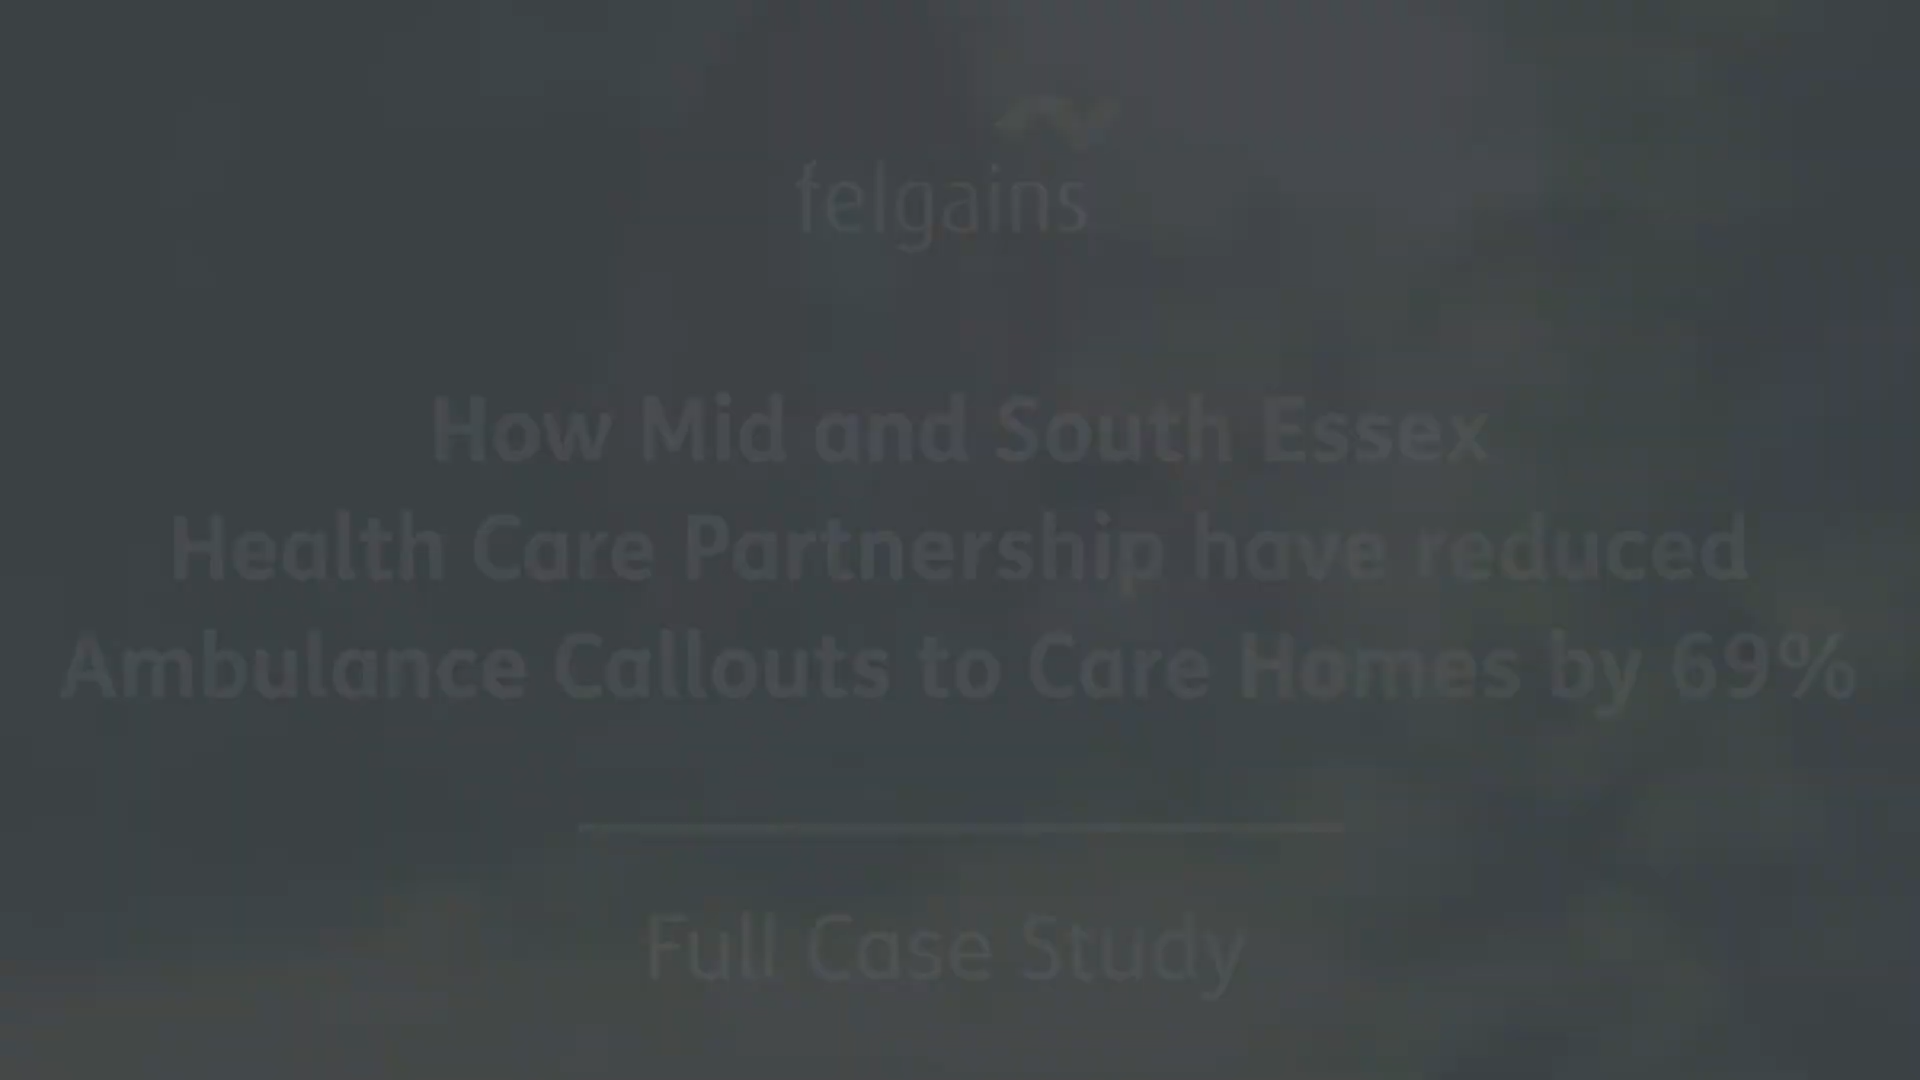 felgains
How Mid and South Essex
Health Care Partnership have reduced
Ambulance Callouts to Care Homes by 69%
Full Case Study